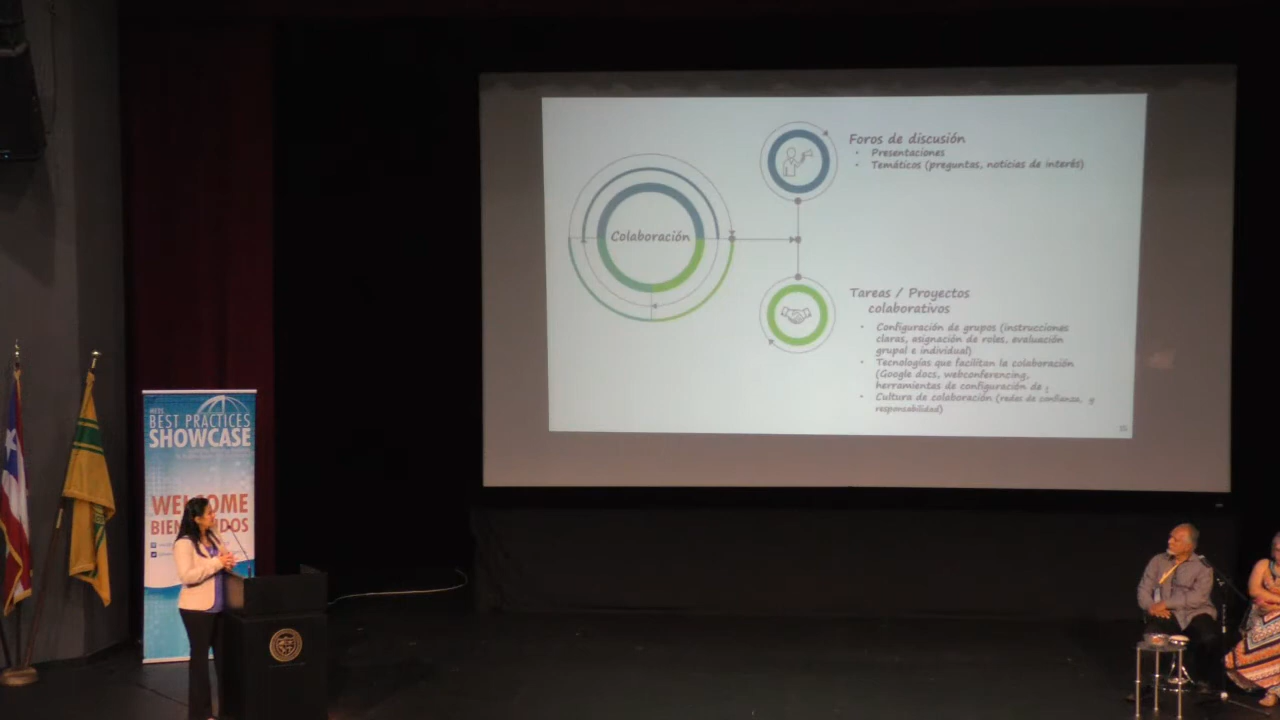 Colaboración
Foros de discusión
• Presentaciones
• Temáticos (preguntas, noticias de interés)
Tareas / Proyectos
colaborativos
• Configuración de grupos (instrucciones
claras, asignación de roles, evaluación
grupal e individual)
• Tecnologías que facilitan la colaboración
(Google docs, webconferencing,
herramientas de configuración de
• Cultura de colaboración (redes de confianza, y
responsabilidad)
BEST PRACTICES
SHOWCASE
WELCOME